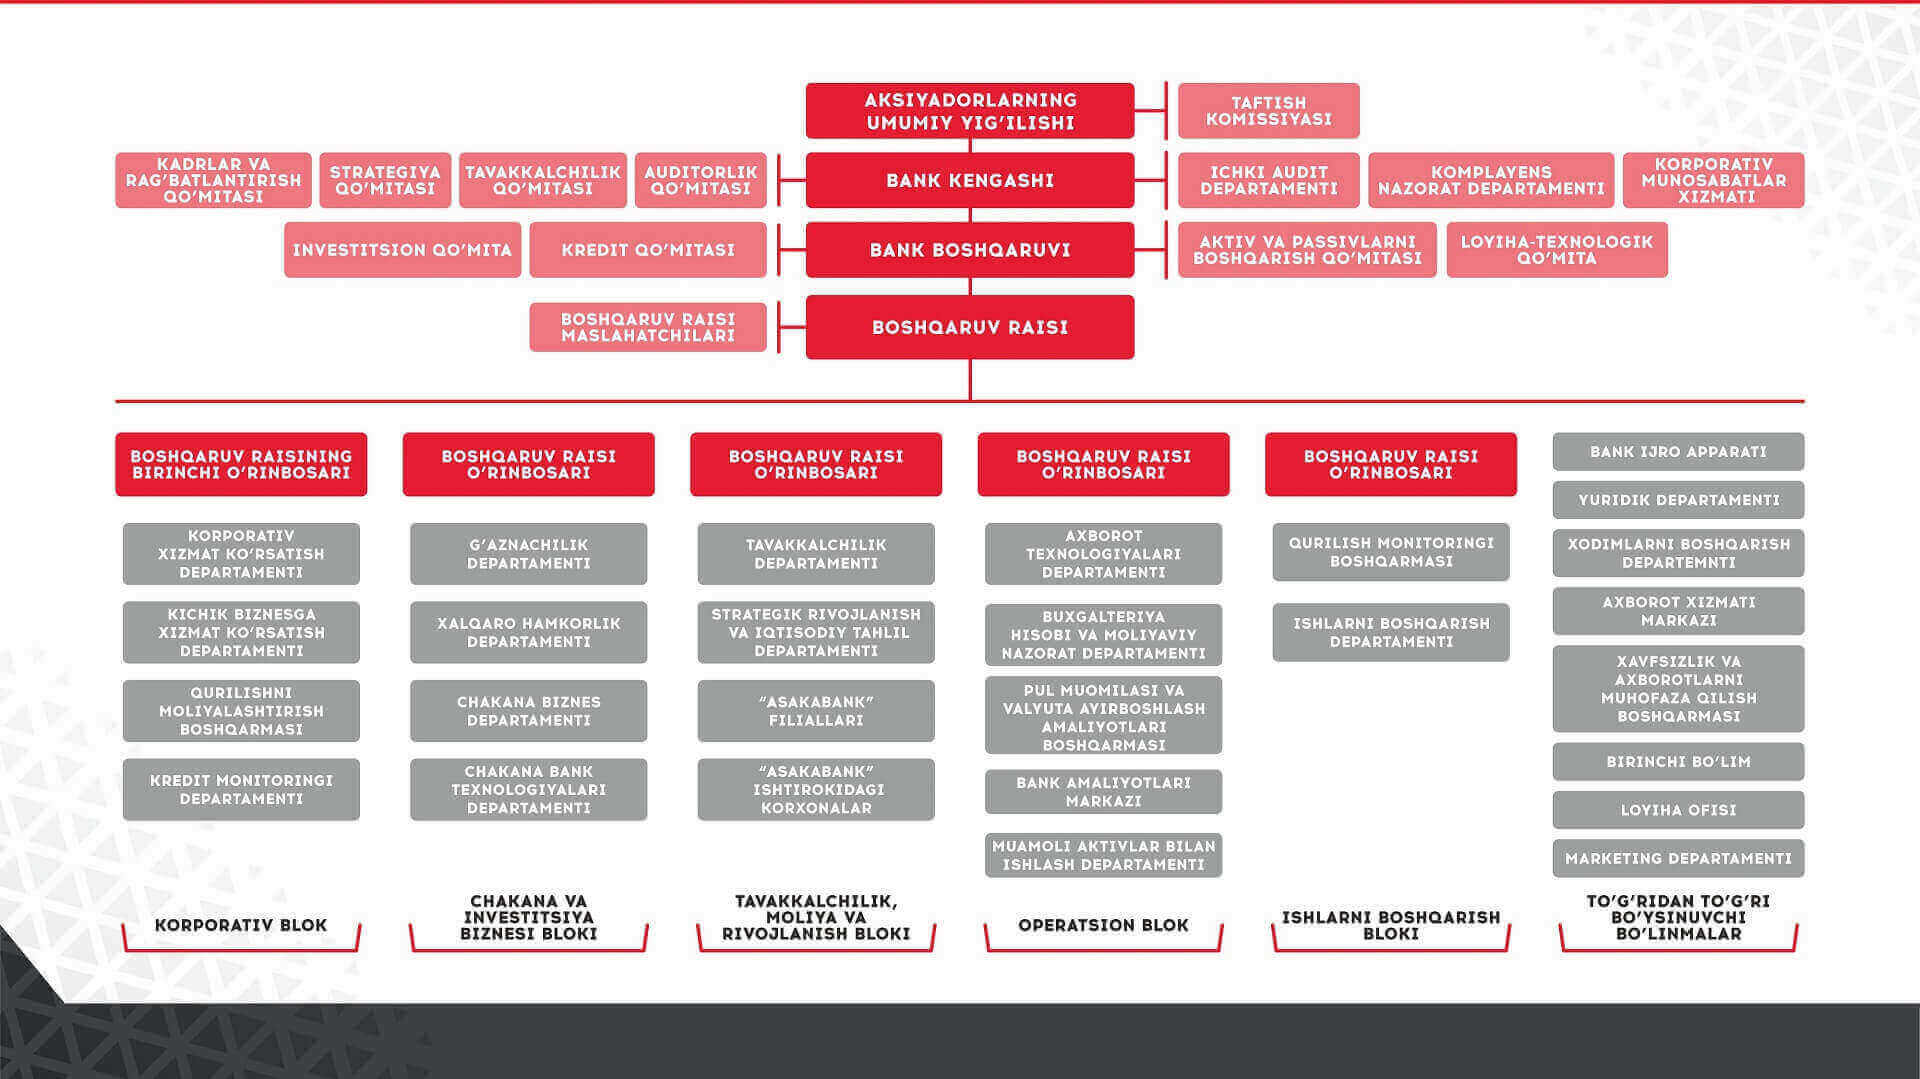 AKSIYADORLARNING
UMUMIY YIG‘ILISHI
TAFTISH
KOMISSIYASI
KADRLAR VA
RAG‘BATLANTIRISH
QO‘MITASI
STRATEGIYA
QO‘MITASI
TAVAKKALCHILIK
QO‘MITASI
AUDITORLIK
QO‘MITASI
BANK KENGASHI
ICHKI AUDIT
DEPARTAMENTI
KOMPLAYENS
NAZORAT DEPARTAMENTI
KORPORATIV
MUNOSABATLAR
XIZMATI
INVESTITSION QO‘MITA
KREDIT QO‘MITASI
BANK BOSHQARUVI
AKTIV VA PASSIVLARNI
BOSHQARISH QO‘MITASI
LOYIHA-TEXNOLOGIK
QO‘MITA
BOSHQARUV RAISI
MASLAHATCHILARI
BOSHQARUV RAISI
BOSHQARUV RAISINING
BIRINCHI O‘RINBOSARI
KORPORATIV
XIZMAT KO‘RSATISH
DEPARTAMENTI
KICHIK BIZNESGA
XIZMAT KO‘RSATISH
DEPARTAMENTI
QURILISHNI
MOLIYALASHTIRISH
BOSHQARMASI
KREDIT MONITORINGI
DEPARTAMENTI
KORPORATIV BLOK
BOSHQARUV RAISI
O‘RINBOSARI
G‘AZNACHILIK
DEPARTAMENTI
XALQARO HAMKORLIK
DEPARTAMENTI
CHAKANA BIZNES
DEPARTAMENTI
CHAKANA BANK
TEXNOLOGIYALARI
DEPARTAMENTI
CHAKANA VA
INVESTITSIYA
BIZNESI BLOKI
BOSHQARUV RAISI
O‘RINBOSARI
TAVAKKALCHILIK
DEPARTAMENTI
STRATEGIK RIVOJLANISH
VA IQTISODIY TAHLIL
DEPARTAMENTI
“ASAKABANK”
FILIALLARI
“ASAKABANK”
ISHTIROKIDAGI
KORXONALAR
TAVAKKALCHILIK,
MOLIYA VA
RIVOJLANISH BLOKI
BOSHQARUV RAISI
O‘RINBOSARI
AXBOROT
TEXNOLOGIYALARI
DEPARTAMENTI
BUXGALTERIYA
HISOBI VA MOLIYAVIY
NAZORAT DEPARTAMENTI
PUL MUOMILASI VA
VALYUTA AYIRBOSHLASH
AMALIYOTLARI
BOSHQARMASI
BANK AMALIYOTLARI
MARKAZI
MUAMOLI AKTIVLAR BILAN
ISHLASH DEPARTAMENTI
OPERATSION BLOK
BOSHQARUV RAISI
O‘RINBOSARI
QURILISH MONITORINGI
BOSHQARMASI
ISHLARNI BOSHQARISH
DEPARTAMENTI
ISHLARNI BOSHQARISH
BLOKI
BANK IJRO APPARATI
YURIDIK DEPARTAMENTI
XODIMLARNI BOSHQARISH
DEPARTEMNTI
AXBOROT XIZMATI
MARKAZI
XAVFSIZLIK VA
AXBOROTLARNI
MUHOFAZA QILISH
BOSHQARMASI
BIRINCHI BO‘LIM
LOYIHA OFISI
MARKETING DEPARTAMENTI
TO‘G‘RIDAN TO‘G‘RI
BO‘YSINUVCHI
BO‘LINMALAR